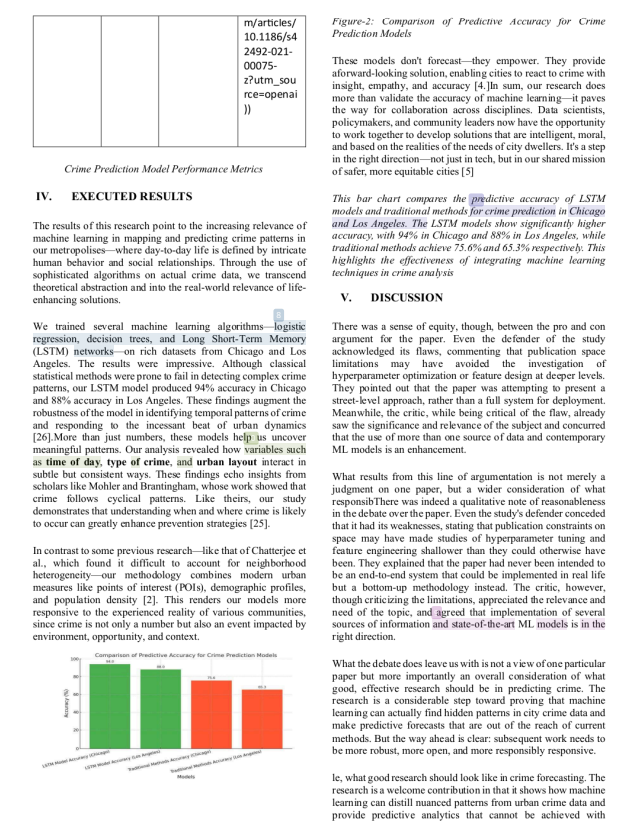 m/articles/
10.1186/s4
2492-021-
00075-
z?utm_sou
rce=openai
))
Crime Prediction Model Performance Metrics
IV. EXECUTED RESULTS
The results of this research point to the increasing relevance of
machine learning in mapping and predicting crime patterns in
our metropolises—where day-to-day life is defined by intricate
human behavior and social relationships. Through the use of
sophisticated algorithms on actual crime data, we transcend
theoretical abstraction and into the real-world relevance of life-
enhancing solutions.
We trained several machine learning algorithms—logistic
regression, decision trees, and Long Short-Term Memory
(LSTM) networks—on rich datasets from Chicago and Los
Angeles. The results were impressive. Although classical
statistical methods were prone to fail in detecting complex crime
patterns, our LSTM model produced 94% accuracy in Chicago
and 88% accuracy in Los Angeles. These findings augment the
robustness of the model in identifying temporal patterns of crime
and responding to the incessant beat of urban dynamics
[26].More than just numbers, these models help us uncover
meaningful patterns. Our analysis revealed how variables such
as time of day, type of crime, and urban layout interact in
subtle but consistent ways. These findings echo insights from
scholars like Mohler and Brantingham, whose work showed that
crime follows cyclical patterns. Like theirs, our study
demonstrates that understanding when and where crime is likely
to occur can greatly enhance prevention strategies [25].
In contrast to some previous research—like that of Chatterjee et
al., which found it difficult to account for neighborhood
heterogeneity—our methodology combines modern urban
measures like points of interest (POIs), demographic profiles,
and population density [2]. This renders our models more
responsive to the experienced reality of various communities,
since crime is not only a number but also an event impacted by
environment, opportunity, and context.
Comparison of Predictive Accuracy for Crime Prediction Models
Accuracy (%)
100
80
60
40
20
0
94.0
88.0
75.6
65.3
LSTM Model Accuracy (Chicago)
LSTM Model Accuracy (Los Angeles)
Traditional Methods Accuracy (Chicago)
Traditional Methods Accuracy (Los Angeles)
Models
Figure-2: Comparison of Predictive Accuracy for Crime
Prediction Models
These models don't forecast—they empower. They provide
aforward-looking solution, enabling cities to react to crime with
insight, empathy, and accuracy [4.]In sum, our research does
more than validate the accuracy of machine learning—it paves
the way for collaboration across disciplines. Data scientists,
policymakers, and community leaders now have the opportunity
to work together to develop solutions that are intelligent, moral,
and based on the realities of the needs of city dwellers. It's a step
in the right direction—not just in tech, but in our shared mission
of safer, more equitable cities [5]
This bar chart compares the predictive accuracy of LSTM
models and traditional methods for crime prediction in Chicago
and Los Angeles. The LSTM models show significantly higher
accuracy, with 94% in Chicago and 88% in Los Angeles, while
traditional methods achieve 75.6%and 65.3% respectively. This
highlights the effectiveness of integrating machine learning
techniques in crime analysis
V. DISCUSSION
There was a sense of equity, though, between the pro and con
argument for the paper. Even the defender of the study
acknowledged its flaws, commenting that publication space
limitations may have avoided the investigation of
hyperparameter optimization or feature design at deeper levels.
They pointed out that the paper was attempting to present a
street-level approach, rather than a full system for deployment.
Meanwhile, the critic, while being critical of the flaw, already
saw the significance and relevance of the subject and concurred
that the use of more than one source of data and contemporary
ML models is an enhancement.
What results from this line of argumentation is not merely a
judgment on one paper, but a wider consideration of what
responsibThere was indeed a qualitative note of reasonableness
in the debate over the paper. Even the study's defender conceded
that it had its weaknesses, stating that publication constraints on
space may have made studies of hyperparameter tuning and
feature engineering shallower than they could otherwise have
been. They explained that the paper had never been intended to
be an end-to-end system that could be implemented in real life
but a bottom-up methodology instead. The critic, however,
though criticizing the limitations, appreciated the relevance and
need of the topic, and agreed that implementation of several
sources of information and state-of-the-art ML models is in the
right direction.
What the debate does leave us with is not a view of one particular
paper but more importantly an overall consideration of what
good, effective research should be in predicting crime. The
research is a considerable step toward proving that machine
learning can actually find hidden patterns in city crime data and
make predictive forecasts that are out of the reach of current
methods. But the way ahead is clear: subsequent work needs to
be more robust, more open, and more responsibly responsive.
le, what good research should look like in crime forecasting. The
research is a welcome contribution in that it shows how machine
learning can distill nuanced patterns from urban crime data and
provide predictive analytics that cannot be achieved with